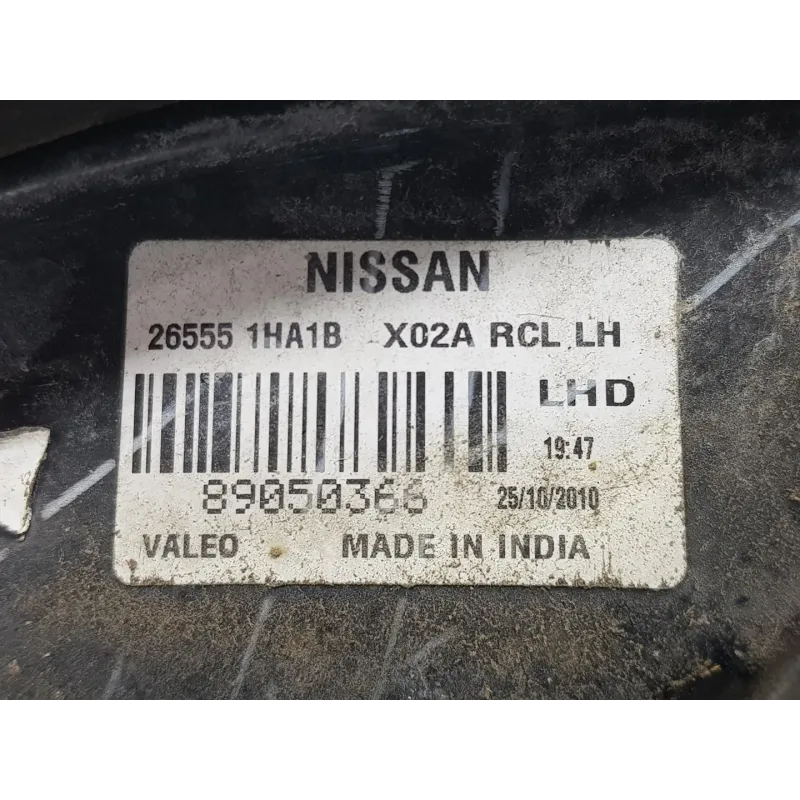 NISSAN
26555 1HA1B X02A RCL LH
LHD
19:47
89050366 25/10/2010
VALEO MADE IN INDIA